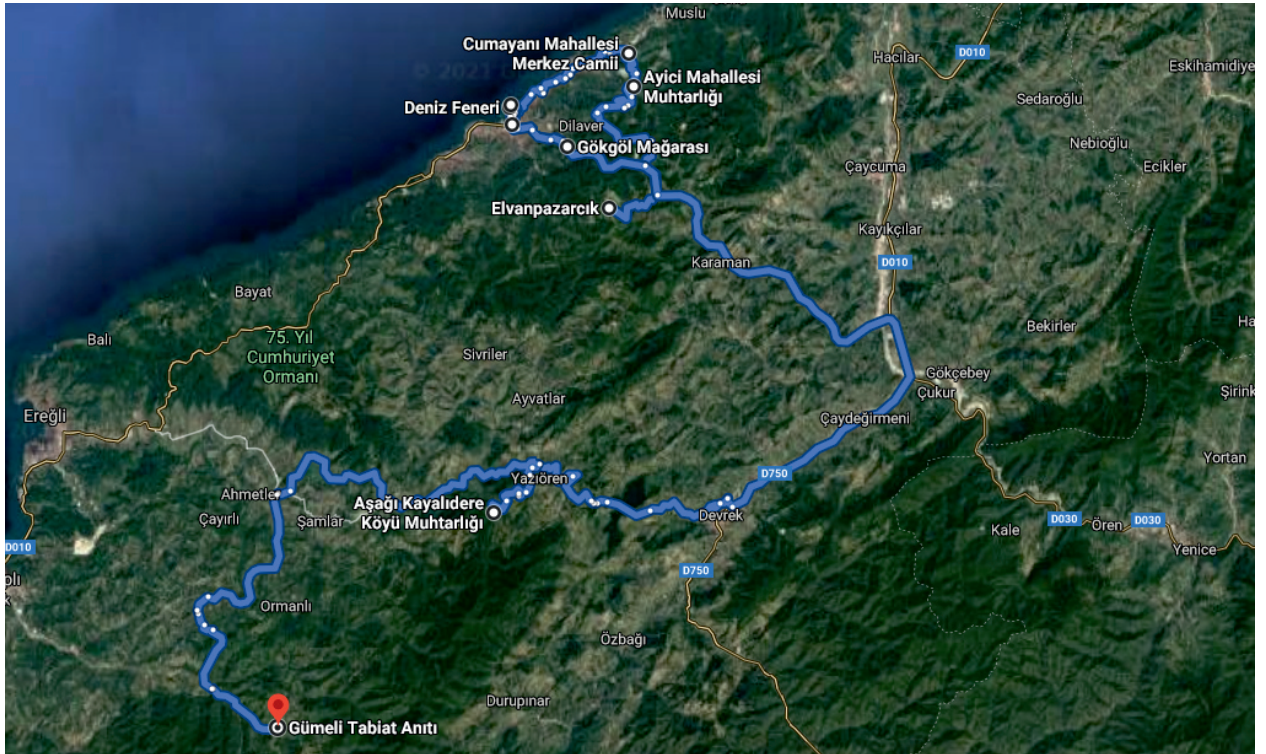 Muslu
Cumayanı Mahallesi
Merkez Camii
Hacılar
D010
Eskihamidiye
© 2021
Ayici Mahallesi
Muhtarlığı
Sedaroğlu
Deniz Feneri
Dilaver
Nebioğlu
Gökgöl Mağarası
Çaycuma
Ecikler
Elvanpazarcık
Kayıkçılar
Karaman
D010
Bayat
Bekirler
Ha
Balı
75. Yıl
Cumhuriyet
Ormanı
Sivriler
Gökçebey
Çukur
Şirink
Ayvatlar
Ereğli
Çaydeğirmeni
Yazıören
D750
Yortan
Ahmetle
Aşağı Kayalıdere
Köyü Muhtarlığı
Çayırlı
Şamlar
Devrek
Kale
D030
Ören
D030
D010
Yenice
D750
Ormanlı
Özbağı
Durupınar
Gümeli Tabiat Anıtı